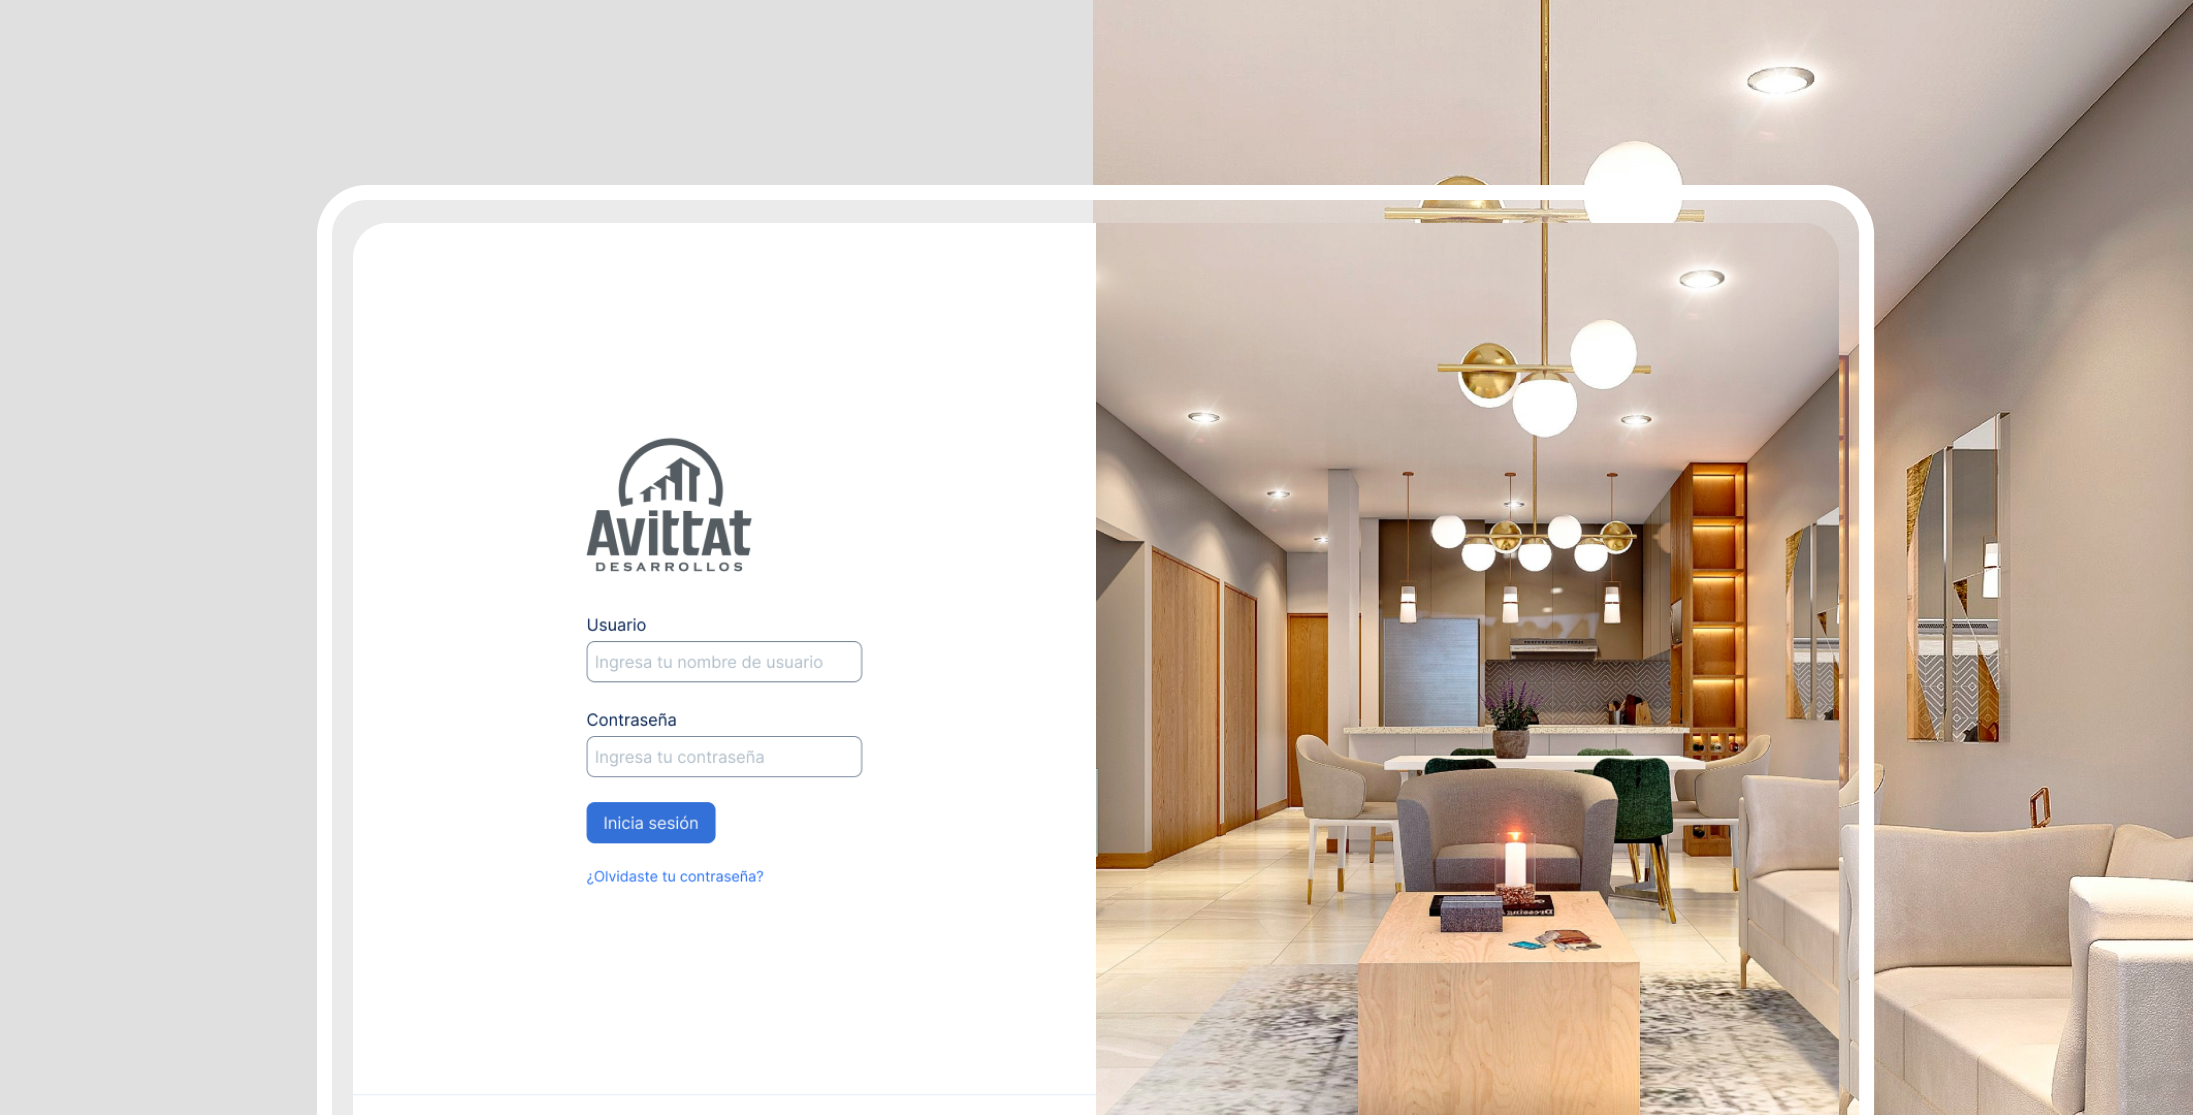 Avittat
DESARROLLOS
Usuario
Ingresa tu nombre de usuario
Contraseña
Ingresa tu contraseña
Inicia sesión
¿Olvidaste tu contraseña?